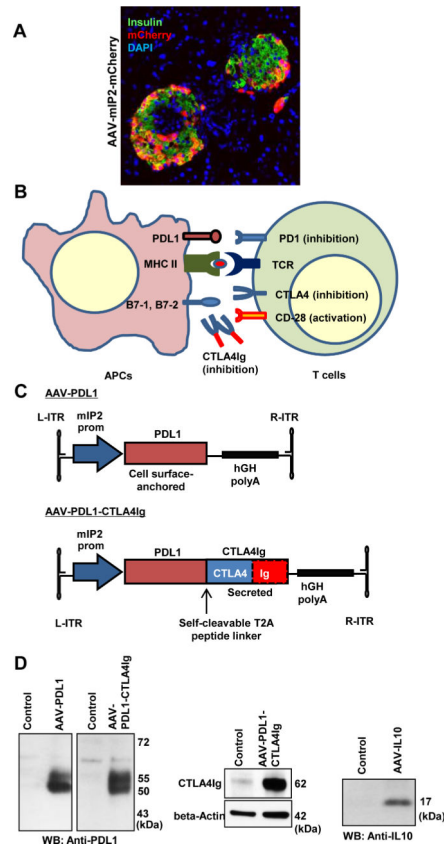 A
AAV-mIP2-mCherry
Insulin
mCherry
DAPI
B
PDL1
PD1 (inhibition)
MHC II
TCR
B7-1, B7-2
CTLA4 (inhibition)
CD-28 (activation)
CTLA4Ig
(inhibition)
APCs
T cells
C
AAV-PDL1
L-ITR
mIP2
prom
PDL1
R-ITR
Cell surface-
anchored
hGH
polyA
AAV-PDL1-CTLA4Ig
mIP2
prom
PDL1
CTLA4Ig
CTLA4
Ig
Secreted
hGH
polyA
L-ITR
Self-cleavable T2A
peptide linker
R-ITR
D
Control
AAV-PDL1
Control
AAV-
PDL1-CTLA4Ig
72
55
50
43
(kDa)
WB: Anti-PDL1
Control
AAV-PDL1-
CTLA4Ig
CTLA4Ig
62
beta-Actin
42
(kDa)
Control
AAV-IL10
17
(kDa)
WB: Anti-IL10